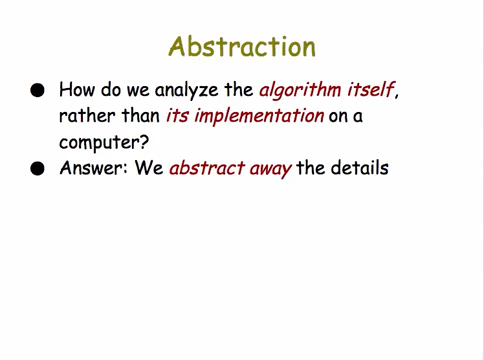 Abstraction
● How do we analyze the algorithm itself,
rather than its implementation on a
computer?
● Answer: We abstract away the details